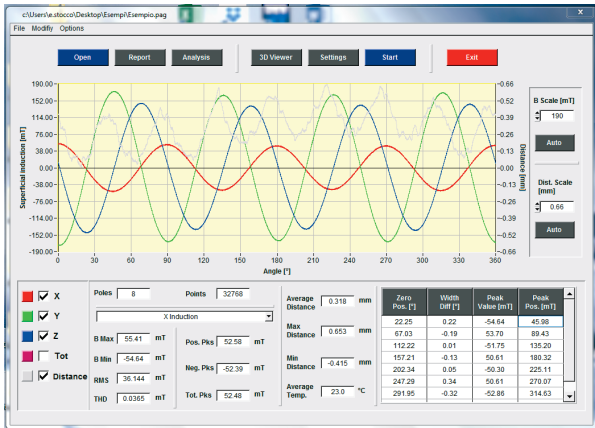 c:\Users\e.stocco\Desktop\Esempi\Esempio.pag x
File Modifiy Options
Open Report Analysis 3D Viewer Settings Start Exit
190.00
152.00
114.00
76.00
38.00
0.00
-38.00
-76.00
-114.00
-152.00
-190.00
Superficial induction [mT]
0.66
0.52
0.39
0.26
0.13
0.00
-0.13
-0.26
-0.39
-0.52
-0.66
Distance [mm]
0 30 60 90 120 150 180 210 240 270 300 330 360
Angle [°]
B Scale [mT]
190
Auto
Dist. Scale
[mm]
0.66
Auto
X
Y
Z
Tot
Distance
Poles 8 Points 32768
X Induction
B Max 55.41 mT
B Min -54.64 mT
RMS 36.144 mT
THD 0.0365 mT
Pos. Pks 52.58 mT
Neg. Pks -52.39 mT
Tot. Pks 52.48 mT
Average
Distance 0.318 mm
Max
Distance 0.653 mm
Min
Distance -0.415 mm
Average
Temp. 23.0 °C
Zero Width Peak Peak
Pos. [°] Diff [°] Value [mT] Pos. [mT]
22.25 0.22 -54.64 45.98
67.03 -0.19 53.70 89.43
112.22 0.01 -51.75 135.20
157.21 -0.13 50.61 180.32
202.34 0.05 -50.30 225.11
247.29 0.34 50.61 270.07
291.95 -0.32 -52.86 314.63